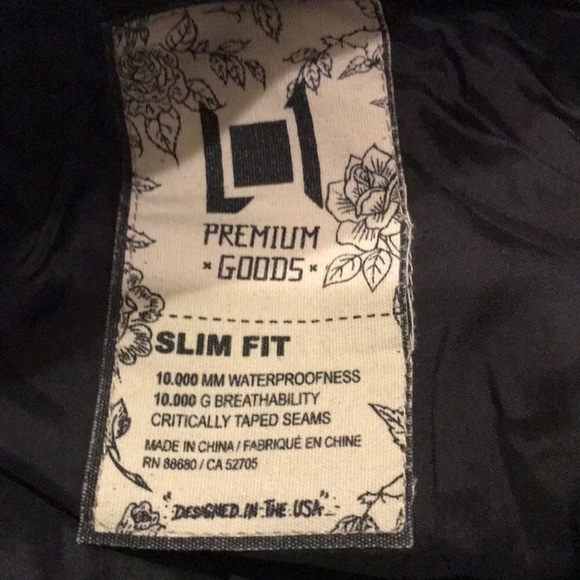 PREMIUM
× GOODS ×
SLIM FIT
10.000 MM WATERPROOFNESS
10.000 G BREATHABILITY
CRITICALLY TAPED SEAMS
MADE IN CHINA / FABRIQUÉ EN CHINE
RN 88680 / CA 52705
"DESIGNED IN THE USA"